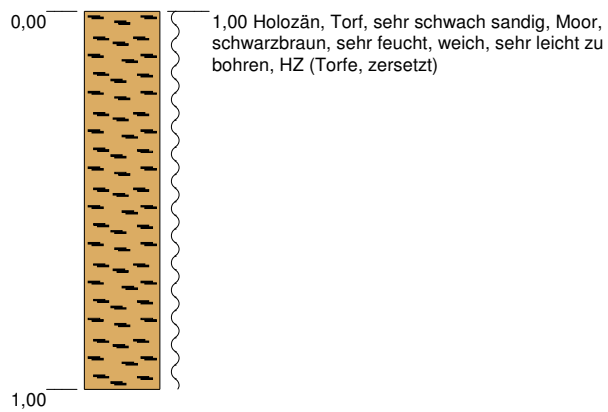 0,00
1,00 Holozän, Torf, sehr schwach sandig, Moor,
schwarzbraun, sehr feucht, weich, sehr leicht zu
bohren, HZ (Torfe, zersetzt)
1,00